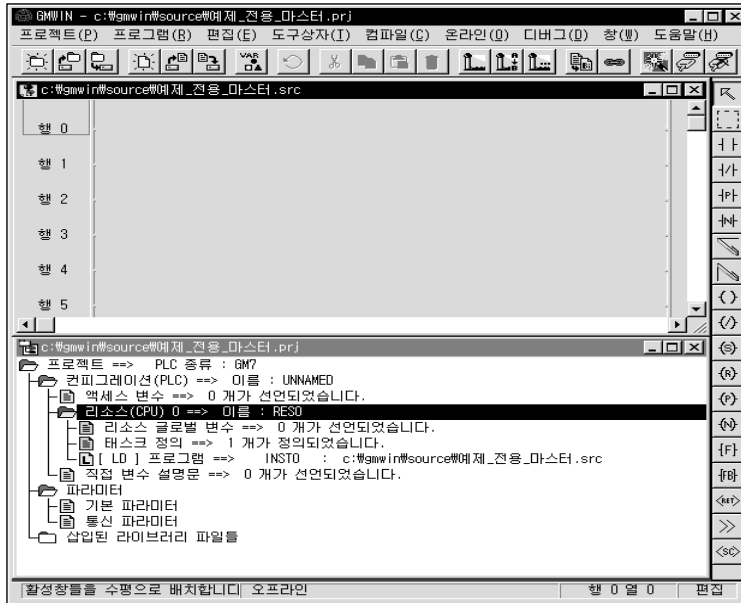 GMWIN - c:₩gmwin₩source₩예제_전용_마스터.prj
프로젝트(P) 프로그램(R) 편집(E) 도구상자(T) 컴파일(C) 온라인(O) 디버그(D) 창(W) 도움말(H)
VAR
c:₩gmwin₩source₩예제_전용_마스터.src
행 0
행 1
행 2
행 3
행 4
행 5
P
N
(S)
(R)
(P)
(N)
{F}
{FB}
<RET>
>>
<SC>
c:₩gmwin₩source₩예제_전용_마스터.prj
프로젝트 ==> PLC 종류 : GM7
컨피그레이션(PLC) ==> 이름 : UNNAMED
액세스 변수 ==> 0 개가 선언되었습니다.
리소스(CPU) 0 ==> 이름 : RES0
리소스 글로벌 변수 ==> 0 개가 선언되었습니다.
태스크 정의 ==> 1 개가 정의되었습니다.
[ LD ] 프로그램 ==> INST0 : c:₩gmwin₩source₩예제_전용_마스터.src
직접 변수 설명문 ==> 0 개가 선언되었습니다.
파라미터
기본 파라미터
통신 파라미터
삽입된 라이브러리 파일들
활성창들을 수평으로 배치합니다 오프라인 행 0 열 0 편집